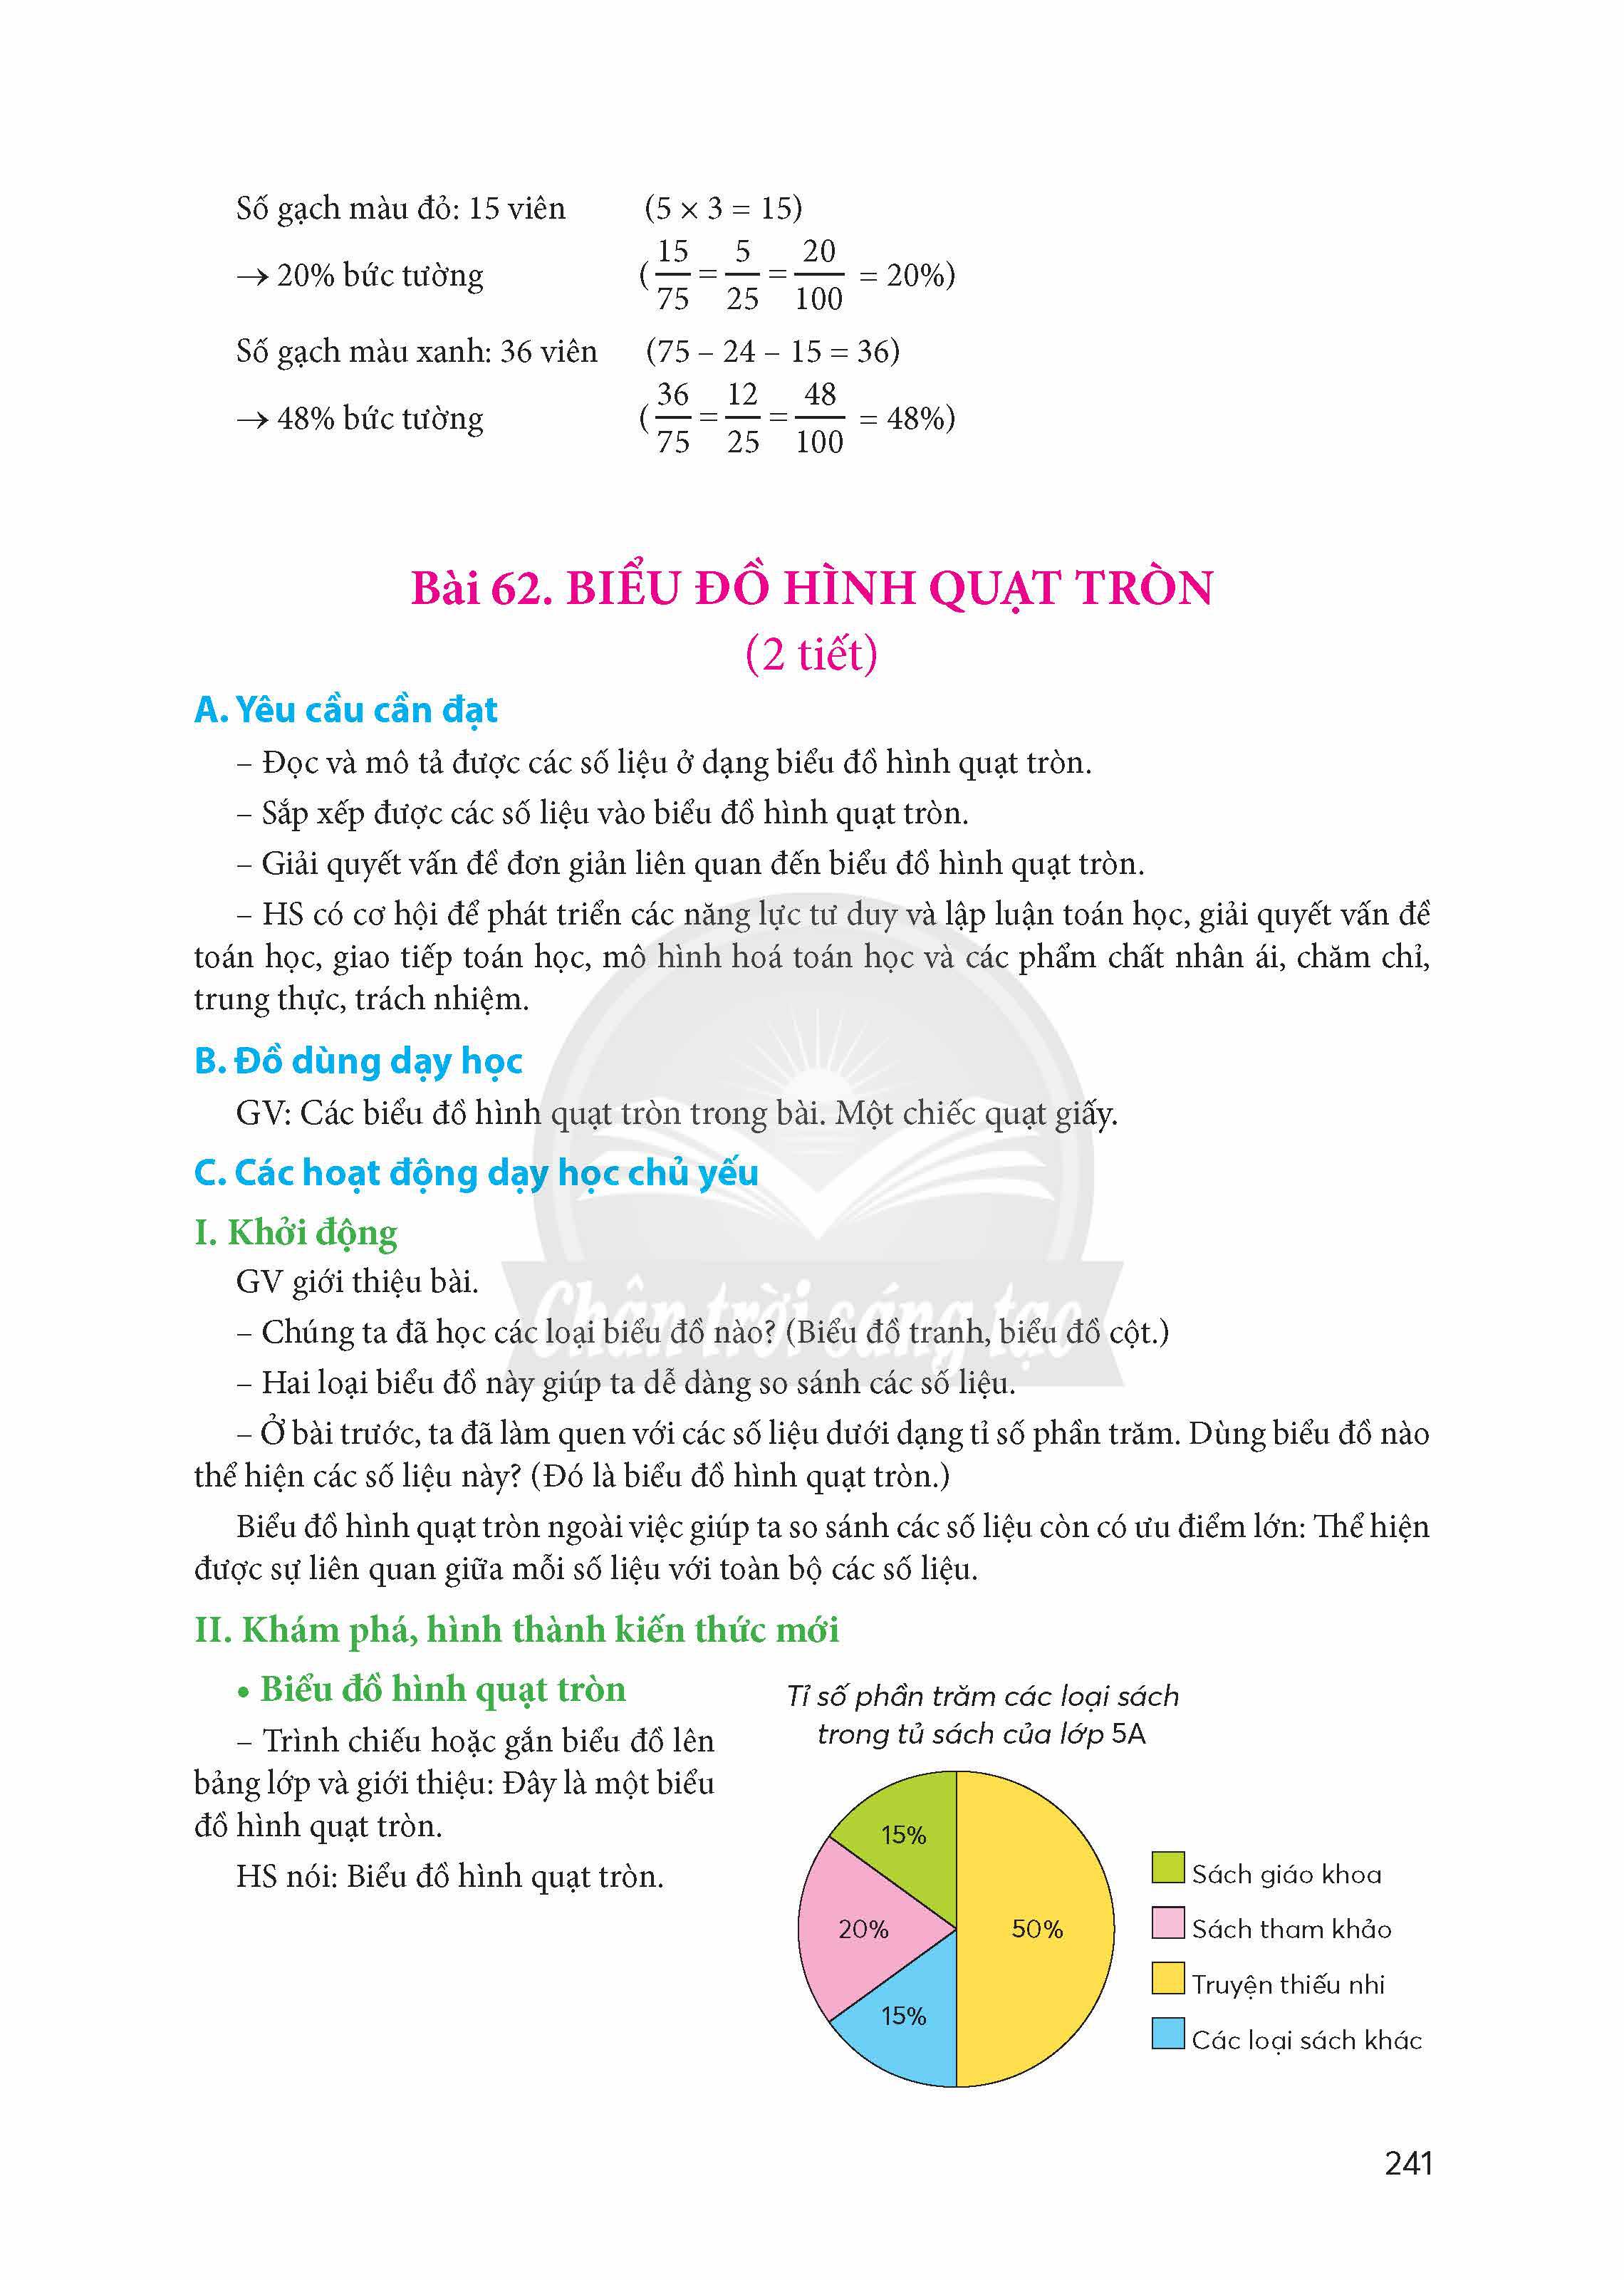 Số gạch màu đỏ: 15 viên (5 × 3 = 15)
→ 20% bức tường (15/75 = 5/25 = 20/100 = 20%)
Số gạch màu xanh: 36 viên (75 – 24 – 15 = 36)
→ 48% bức tường (36/75 = 12/25 = 48/100 = 48%)
Bài 62. BIỂU ĐỒ HÌNH QUẠT TRÒN
(2 tiết)
A. Yêu cầu cần đạt
– Đọc và mô tả được các số liệu ở dạng biểu đồ hình quạt tròn.
– Sắp xếp được các số liệu vào biểu đồ hình quạt tròn.
– Giải quyết vấn đề đơn giản liên quan đến biểu đồ hình quạt tròn.
– HS có cơ hội để phát triển các năng lực tư duy và lập luận toán học, giải quyết vấn đề
toán học, giao tiếp toán học, mô hình hoá toán học và các phẩm chất nhân ái, chăm chỉ,
trung thực, trách nhiệm.
B. Đồ dùng dạy học
GV: Các biểu đồ hình quạt tròn trong bài. Một chiếc quạt giấy.
C. Các hoạt động dạy học chủ yếu
I. Khởi động
GV giới thiệu bài.
Chân trời sáng tạo
– Chúng ta đã học các loại biểu đồ nào? (Biểu đồ tranh, biểu đồ cột.)
– Hai loại biểu đồ này giúp ta dễ dàng so sánh các số liệu.
– Ở bài trước, ta đã làm quen với các số liệu dưới dạng tỉ số phần trăm. Dùng biểu đồ nào
thể hiện các số liệu này? (Đó là biểu đồ hình quạt tròn.)
Biểu đồ hình quạt tròn ngoài việc giúp ta so sánh các số liệu còn có ưu điểm lớn: Thể hiện
được sự liên quan giữa mỗi số liệu với toàn bộ các số liệu.
II. Khám phá, hình thành kiến thức mới
• Biểu đồ hình quạt tròn
– Trình chiếu hoặc gắn biểu đồ lên
bảng lớp và giới thiệu: Đây là một biểu
đồ hình quạt tròn.
HS nói: Biểu đồ hình quạt tròn.
Tỉ số phần trăm các loại sách
trong tủ sách của lớp 5A
15%
20%
50%
15%
Sách giáo khoa
Sách tham khảo
Truyện thiếu nhi
Các loại sách khác
241